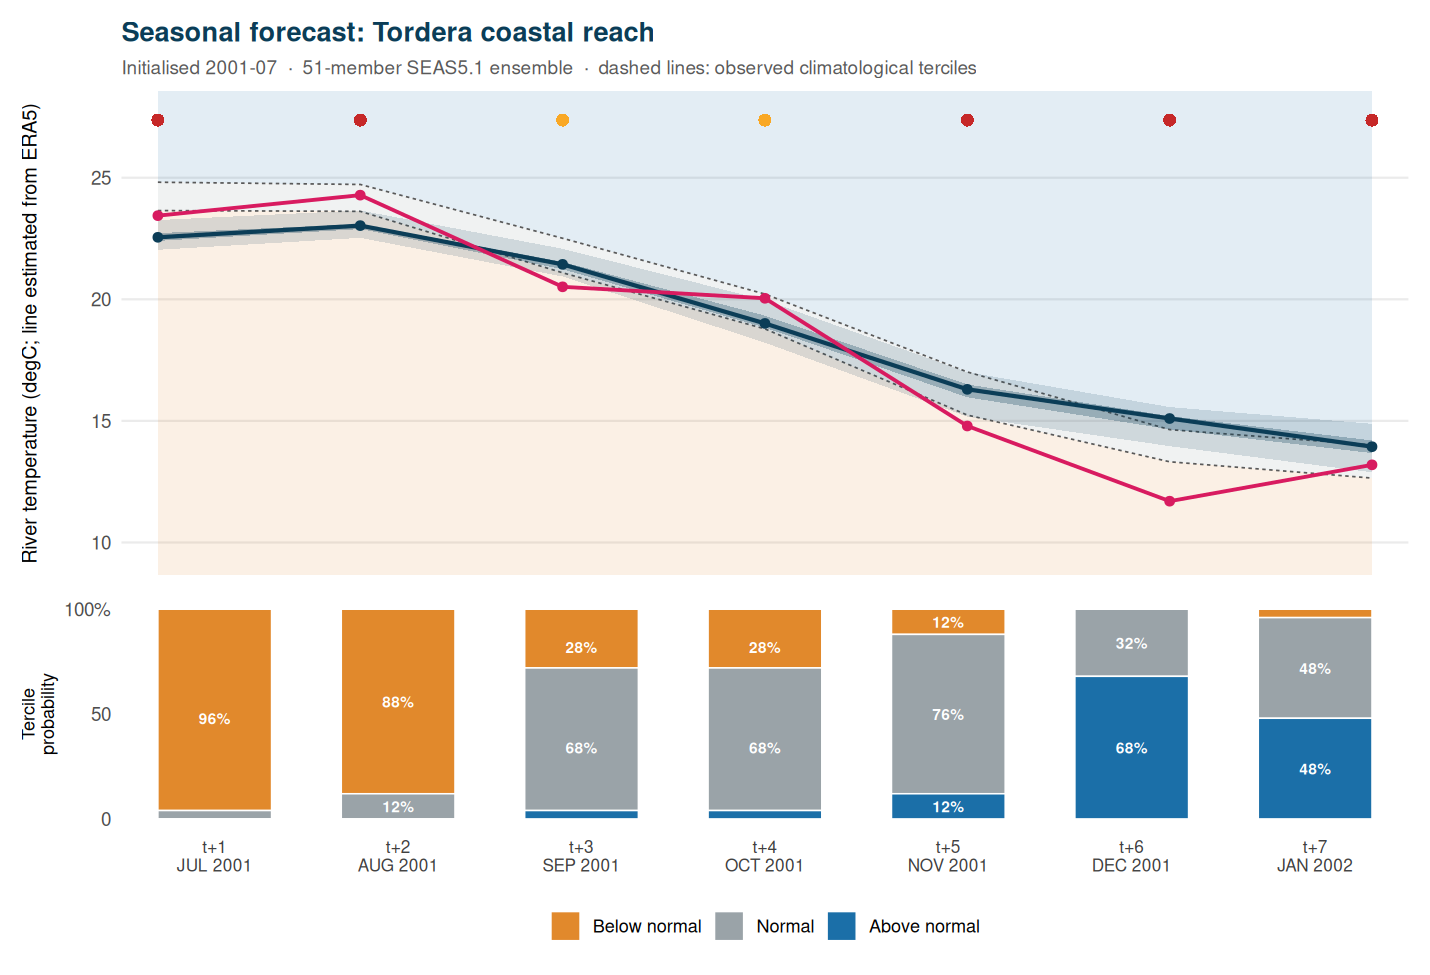 Seasonal forecast: Tordera coastal reach
Initialised 2001-07 · 51-member SEAS5.1 ensemble · dashed lines: observed climatological terciles
River temperature (degC; line estimated from ERA5)
25
20
15
10
Tercile
probability
100%
50
0
96%
88%
12%
28%
68%
28%
68%
12%
76%
12%
32%
68%
48%
48%
t+1
JUL 2001
t+2
AUG 2001
t+3
SEP 2001
t+4
OCT 2001
t+5
NOV 2001
t+6
DEC 2001
t+7
JAN 2002
Below normal
Normal
Above normal